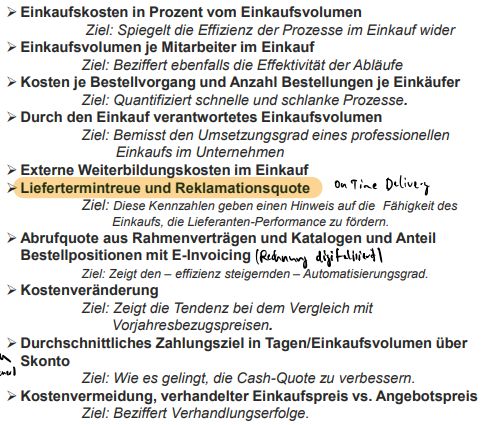 ➢ Einkaufskosten in Prozent vom Einkaufsvolumen
Ziel: Spiegelt die Effizienz der Prozesse im Einkauf wider
➢ Einkaufsvolumen je Mitarbeiter im Einkauf
Ziel: Beziffert ebenfalls die Effektivität der Abläufe
➢ Kosten je Bestellvorgang und Anzahl Bestellungen je Einkäufer
Ziel: Quantifiziert schnelle und schlanke Prozesse.
➢ Durch den Einkauf verantwortetes Einkaufsvolumen
Ziel: Bemisst den Umsetzungsgrad eines professionellen
Einkaufs im Unternehmen
➢ Externe Weiterbildungskosten im Einkauf
➢ Liefertermintreue und Reklamationsquote On Time Delivery
Ziel: Diese Kennzahlen geben einen Hinweis auf die Fähigkeit des
Einkaufs, die Lieferanten-Performance zu fördern.
➢ Abrufquote aus Rahmenverträgen und Katalogen und Anteil
Bestellpositionen mit E-Invoicing (Rechnung digitalisiert)
Ziel: Zeigt den – effizienz steigernden – Automatisierungsgrad.
➢ Kostenveränderung
Ziel: Zeigt die Tendenz bei dem Vergleich mit
Vorjahresbezugspreisen.
➢ Durchschnittliches Zahlungsziel in Tagen/Einkaufsvolumen über
Skonto
Ziel: Wie es gelingt, die Cash-Quote zu verbessern.
➢ Kostenvermeidung, verhandelter Einkaufspreis vs. Angebotspreis
Ziel: Beziffert Verhandlungserfolge.